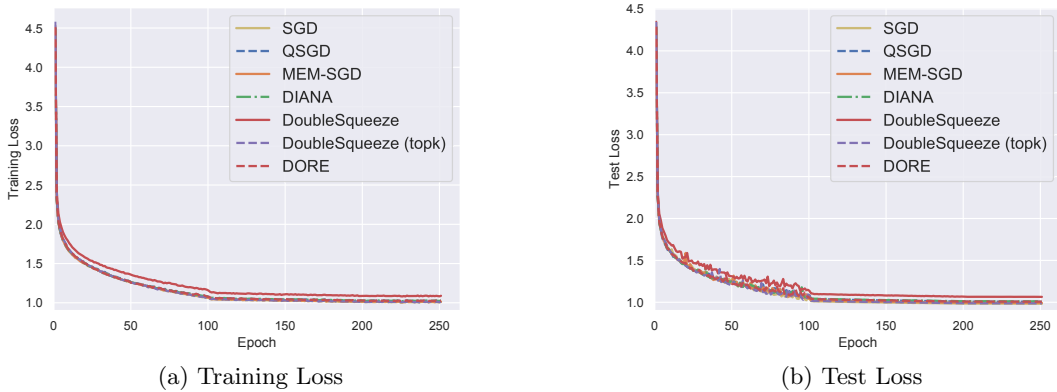 4.5
4.0
3.5
3.0
2.5
2.0
1.5
1.0
Training Loss
0
50
100
150
200
250
Epoch
SGD
QSGD
MEM-SGD
DIANA
DoubleSqueeze
DoubleSqueeze (topk)
DORE
(a) Training Loss
4.5
4.0
3.5
3.0
2.5
2.0
1.5
1.0
Test Loss
0
50
100
150
200
250
Epoch
SGD
QSGD
MEM-SGD
DIANA
DoubleSqueeze
DoubleSqueeze (topk)
DORE
(b) Test Loss